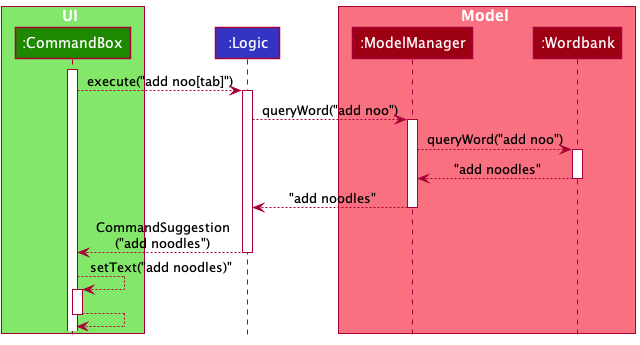 UI
Model
:CommandBox
:Logic
:ModelManager
:Wordbank
execute("add noo[tab]")
queryWord("add noo")
queryWord("add noo")
"add noodles"
"add noodles"
CommandSuggestion
("add noodles")
setText("add noodles)"